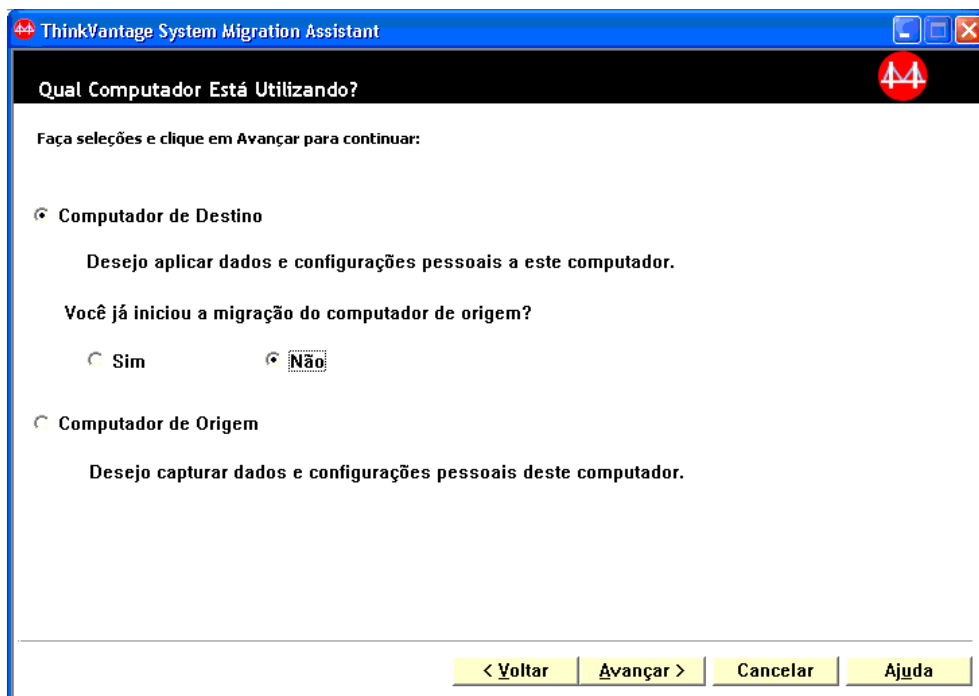 ThinkVantage System Migration Assistant
Qual Computador Está Utilizando?
Faça seleções e clique em Avançar para continuar:
Computador de Destino
Desejo aplicar dados e configurações pessoais a este computador.
Você já iniciou a migração do computador de origem?
Sim Não
Computador de Origem
Desejo capturar dados e configurações pessoais deste computador.
< Voltar Avançar > Cancelar Ajuda